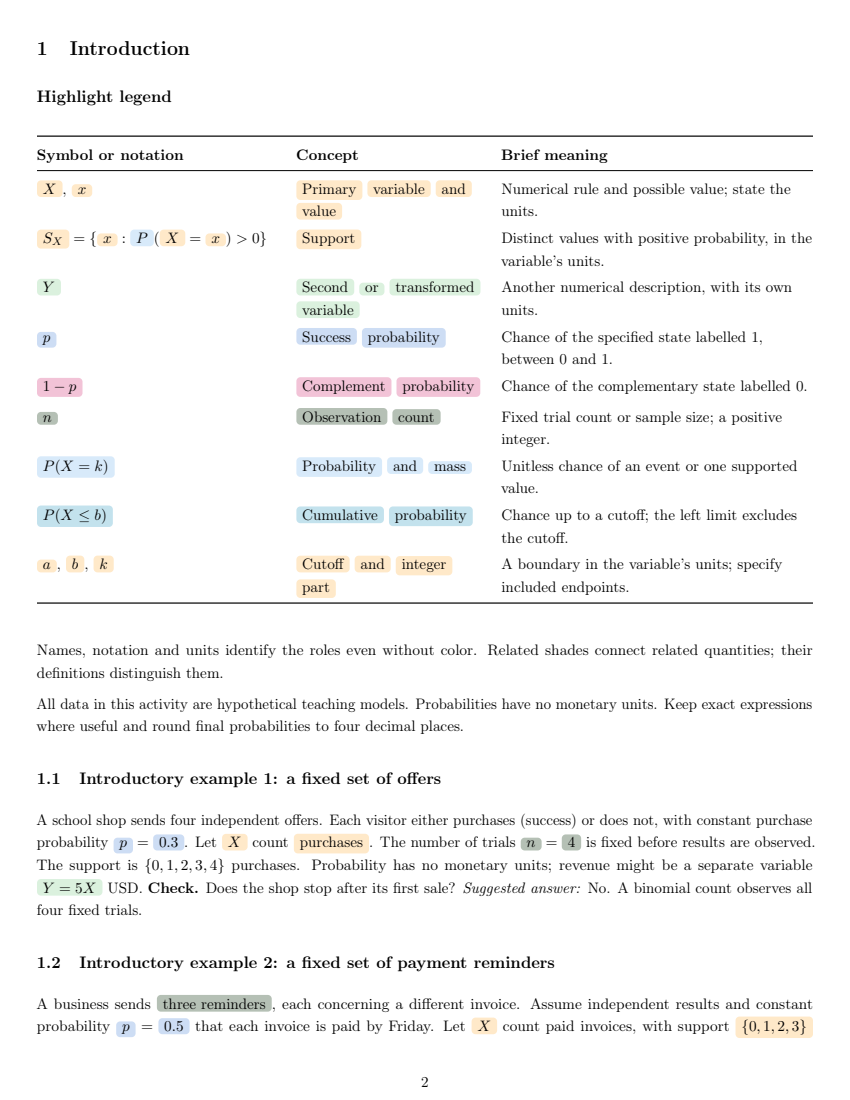 1 Introduction
Highlight legend
Symbol or notation Concept Brief meaning
X, x Primary variable and value Numerical rule and possible value; state the units.
S_X = {x : P(X = x) > 0} Support Distinct values with positive probability, in the variable's units.
Y Second or transformed variable Another numerical description, with its own units.
p Success probability Chance of the specified state labelled 1, between 0 and 1.
1 − p Complement probability Chance of the complementary state labelled 0.
n Observation count Fixed trial count or sample size; a positive integer.
P(X = k) Probability and mass Unitless chance of an event or one supported value.
P(X ≤ b) Cumulative probability Chance up to a cutoff; the left limit excludes the cutoff.
a, b, k Cutoff and integer part A boundary in the variable's units; specify included endpoints.
Names, notation and units identify the roles even without color. Related shades connect related quantities; their
definitions distinguish them.
All data in this activity are hypothetical teaching models. Probabilities have no monetary units. Keep exact expressions
where useful and round final probabilities to four decimal places.
1.1 Introductory example 1: a fixed set of offers
A school shop sends four independent offers. Each visitor either purchases (success) or does not, with constant purchase
probability p = 0.3. Let X count purchases. The number of trials n = 4 is fixed before results are observed.
The support is {0, 1, 2, 3, 4} purchases. Probability has no monetary units; revenue might be a separate variable
Y = 5X USD. Check. Does the shop stop after its first sale? Suggested answer: No. A binomial count observes all
four fixed trials.
1.2 Introductory example 2: a fixed set of payment reminders
A business sends three reminders, each concerning a different invoice. Assume independent results and constant
probability p = 0.5 that each invoice is paid by Friday. Let X count paid invoices, with support {0, 1, 2, 3}
2